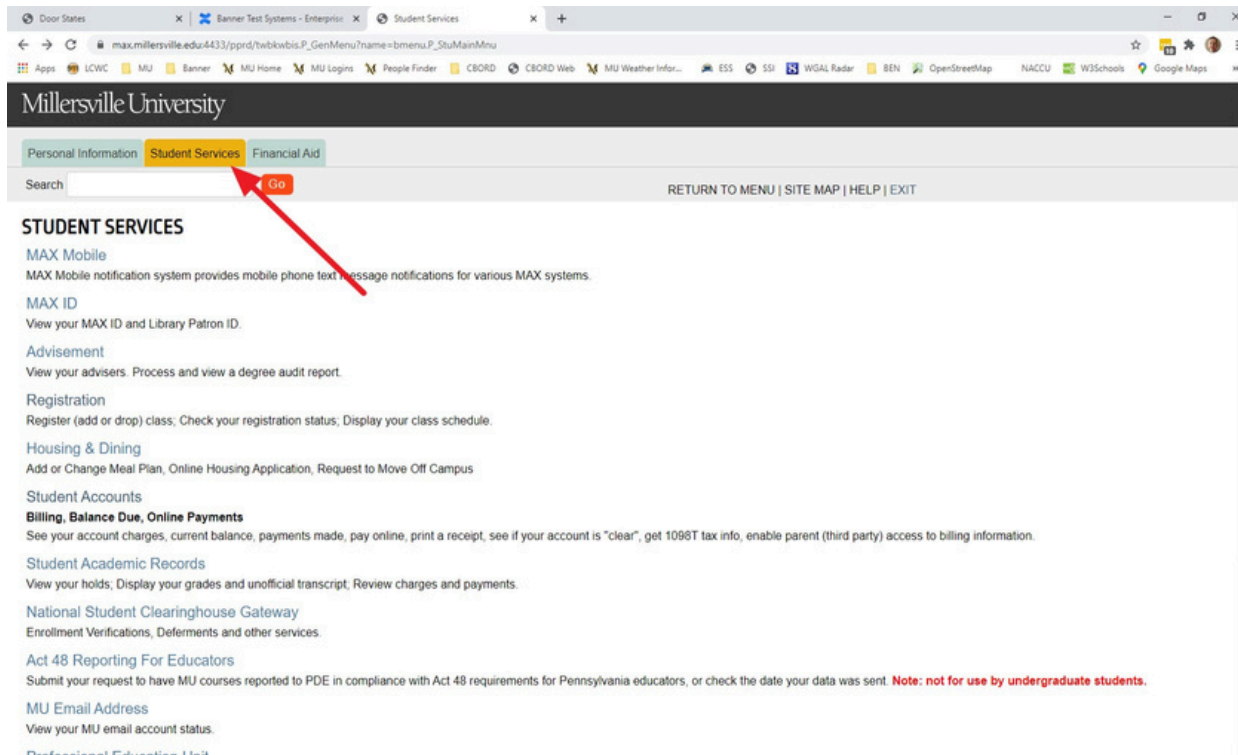 Door States
Banner Test Systems - Enterprise
Student Services
max.millersville.edu:4433/pprd/twbkwbis.P_GenMenu?name=bmenu.P_StuMainMnu
Apps LCWC MU Banner MU Home MU Logins People Finder CBORD CBORD Web MU Weather Infor... ESS SSI WGAL Radar BEN OpenStreetMap NACCU W3Schools Google Maps
Millersville University
Personal Information Student Services Financial Aid
Search Go RETURN TO MENU | SITE MAP | HELP | EXIT
STUDENT SERVICES
MAX Mobile
MAX Mobile notification system provides mobile phone text message notifications for various MAX systems.
MAX ID
View your MAX ID and Library Patron ID.
Advisement
View your advisers. Process and view a degree audit report.
Registration
Register (add or drop) class; Check your registration status; Display your class schedule.
Housing & Dining
Add or Change Meal Plan, Online Housing Application, Request to Move Off Campus
Student Accounts
Billing, Balance Due, Online Payments
See your account charges, current balance, payments made, pay online, print a receipt, see if your account is "clear", get 1098T tax info, enable parent (third party) access to billing information.
Student Academic Records
View your holds; Display your grades and unofficial transcript; Review charges and payments.
National Student Clearinghouse Gateway
Enrollment Verifications, Deferments and other services.
Act 48 Reporting For Educators
Submit your request to have MU courses reported to PDE in compliance with Act 48 requirements for Pennsylvania educators, or check the date your data was sent. Note: not for use by undergraduate students.
MU Email Address
View your MU email account status.
Professional Education Unit